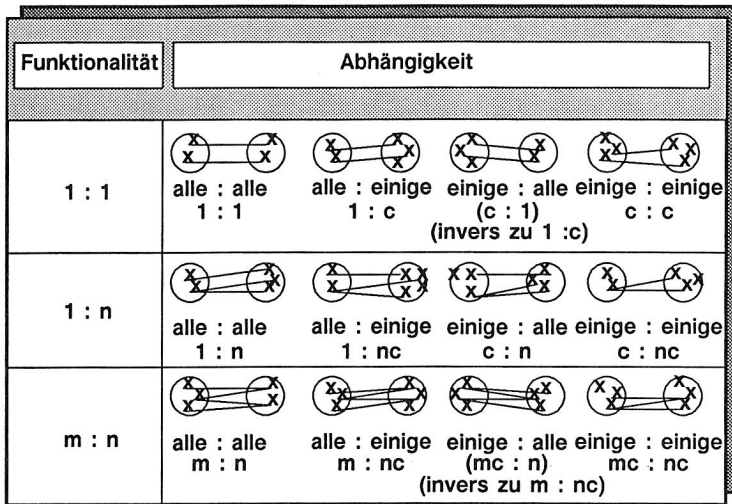 Funktionalität Abhängigkeit
1 : 1
alle : alle alle : einige einige : alle einige : einige
1 : 1 1 : c (c : 1) c : c
(invers zu 1 :c)
1 : n
alle : alle alle : einige einige : alle einige : einige
1 : n 1 : nc c : n c : nc
m : n
alle : alle alle : einige einige : alle einige : einige
m : n m : nc (mc : n) mc : nc
(invers zu m : nc)